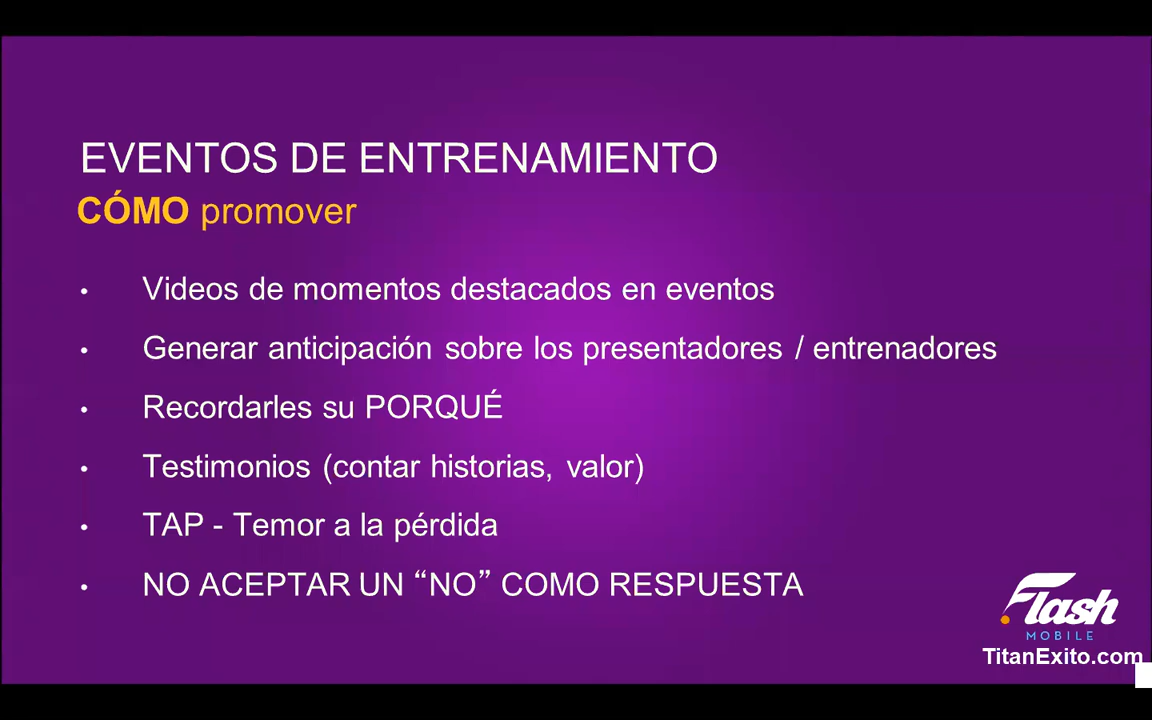 EVENTOS DE ENTRENAMIENTO
CÓMO promover
• Videos de momentos destacados en eventos
• Generar anticipación sobre los presentadores / entrenadores
• Recordarles su PORQUÉ
• Testimonios (contar historias, valor)
• TAP - Temor a la pérdida
• NO ACEPTAR UN “NO” COMO RESPUESTA
Flash
MOBILE
TitanExito.com